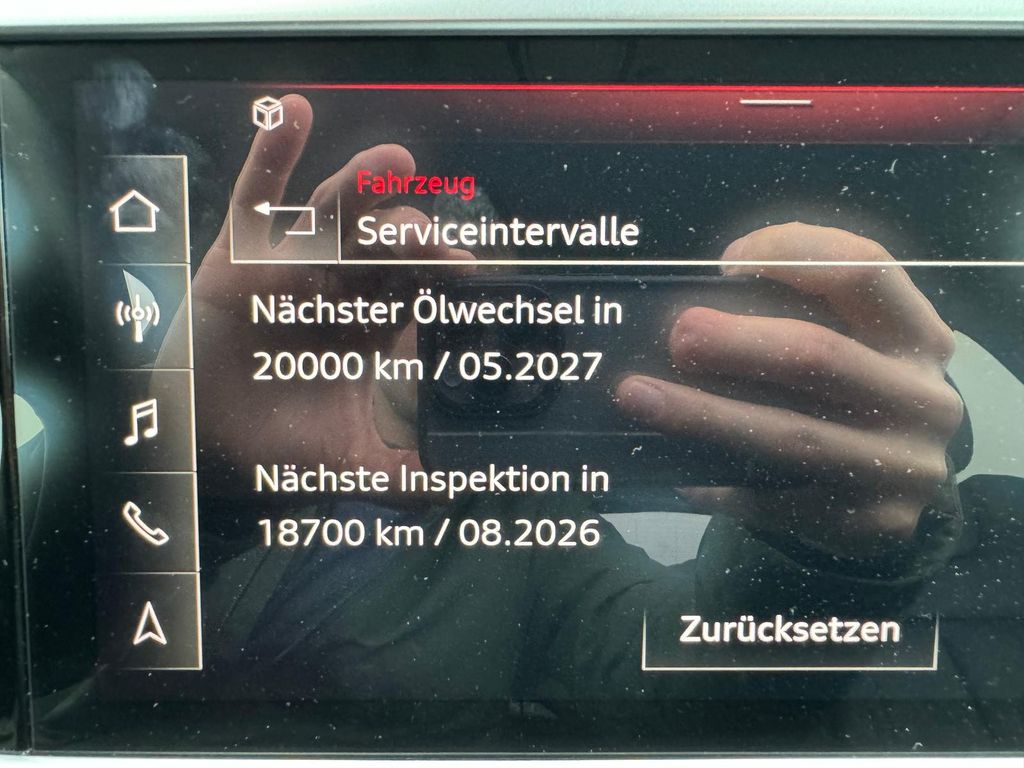 Fahrzeug
Serviceintervalle
Nächster Ölwechsel in
20000 km / 05.2027
Nächste Inspektion in
18700 km / 08.2026
Zurücksetzen